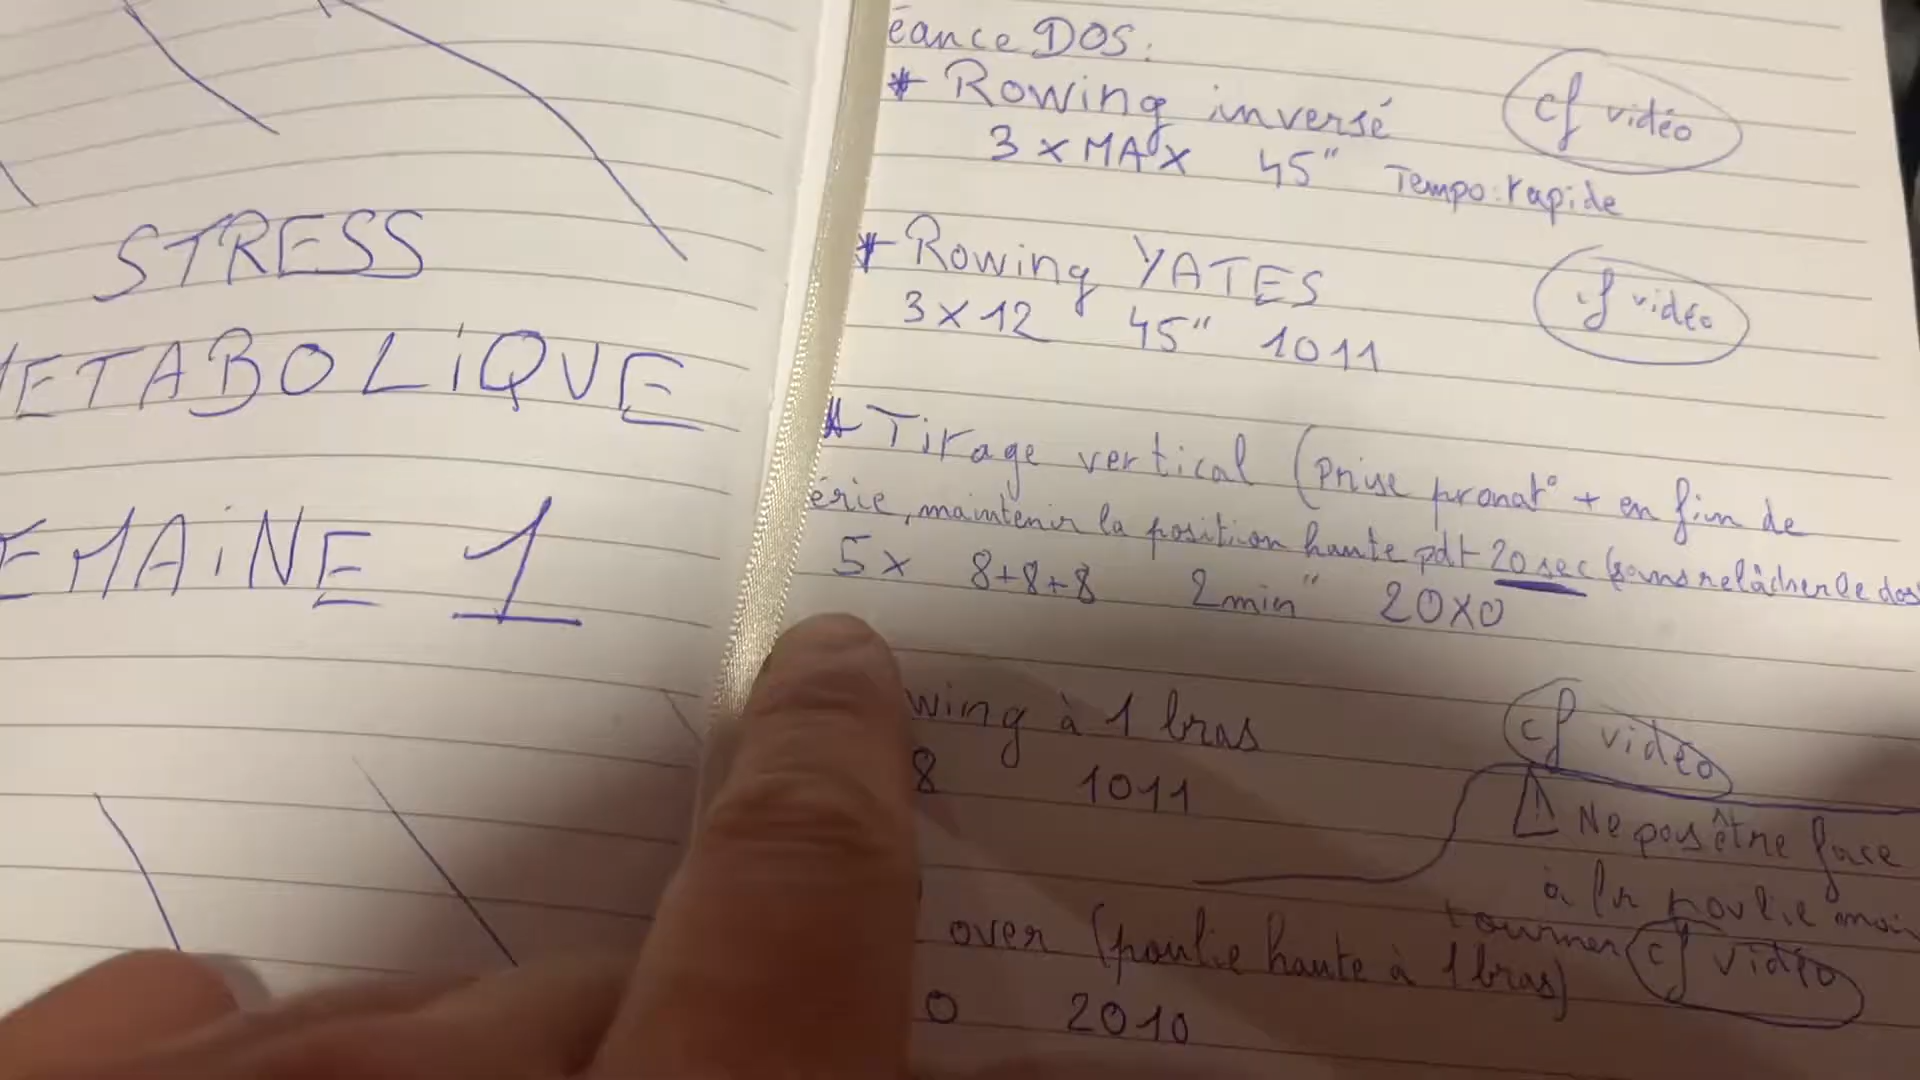 STRESS
METABOLiQUE
EMAiNE 1
éance DOS:
* Rowing inversé
cf vidéo
3 x MAX 45" Tempo: rapide
* Rowing YATES
cf vidéo
3 x 12 45" 1011
* Tirage vertical (prise pronat° + en fin de
érie, maintenir la position haute pdt 20 sec (sans relâcher le dos
5 x 8+8+8 2min" 20X0
wing à 1 bras
cf vidéo
8 1011
⚠ Ne pas être face
à la poulie mais
tourner
over (poulie haute à 1 bras)
cf vidéo
0 2010